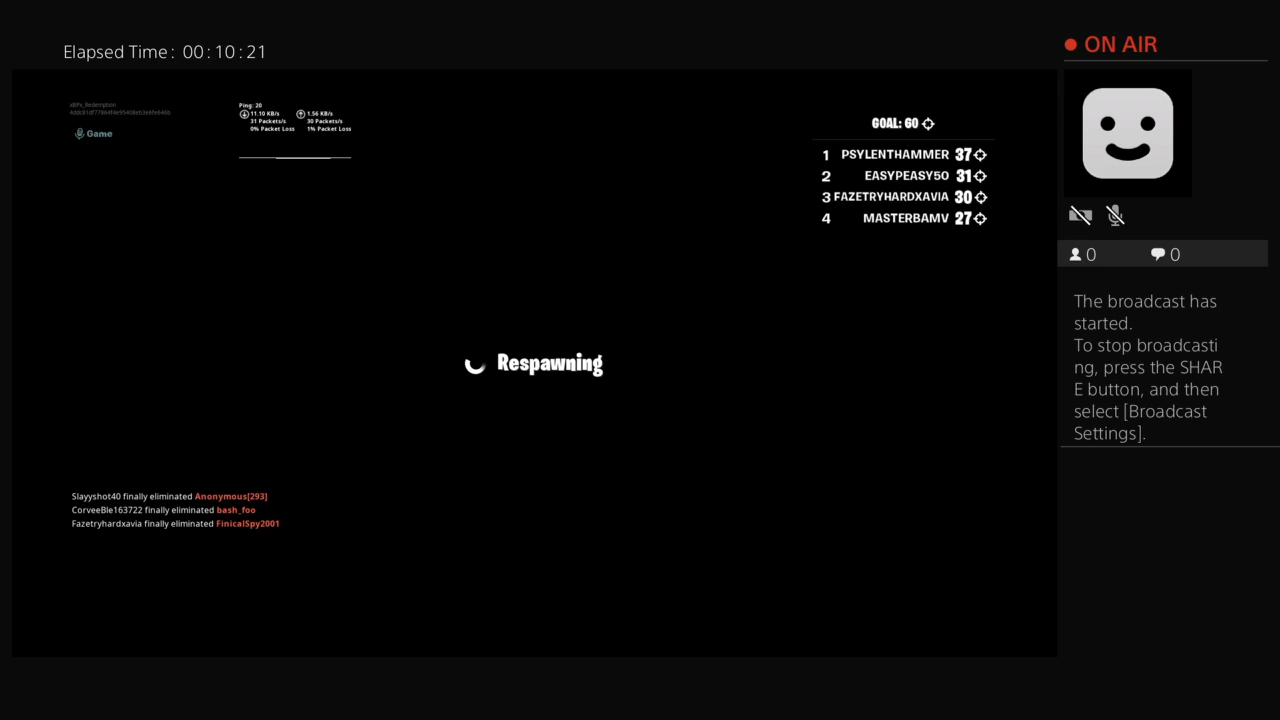 Elapsed Time: 00:10:21
ON AIR
xBPx_Redemption
Game
Ping: 20
11.10 KB/s 1.56 KB/s
31 Packets/s 30 Packets/s
0% Packet Loss 1% Packet Loss
GOAL: 60
1 PSYLENTHAMMER 37
2 EASYPEASY50 31
3 FAZETRYHARDXAVIA 30
4 MASTERBAMV 27
0 0
The broadcast has
started.
To stop broadcasti
ng, press the SHAR
E button, and then
select [Broadcast
Settings].
Respawning
Slayyshot40 finally eliminated Anonymous[293]
CorveeBle163722 finally eliminated bash_foo
Fazetryhardxavia finally eliminated FinicalSpy2001